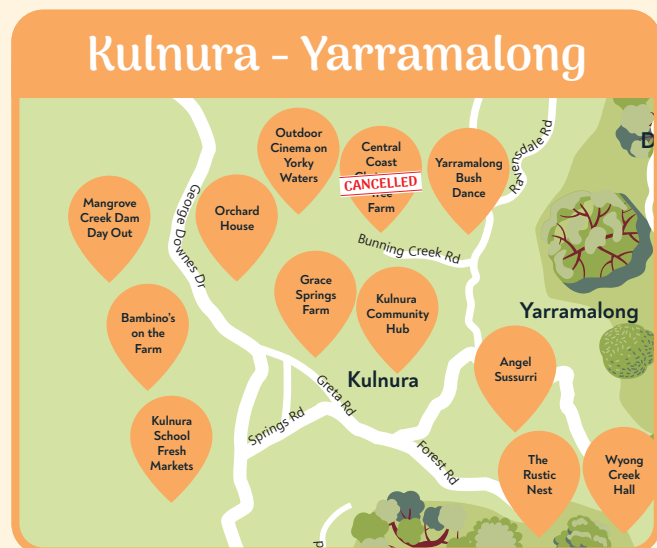 Kulnura - Yarramalong
Outdoor
Cinema on
Yorky
Waters
Central
Coast
CANCELLED
Farm
Yarramalong
Bush
Dance
Ravensdale Rd
Mangrove
Creek Dam
Day Out
George Downes Dr
Orchard
House
Bunning Creek Rd
Grace
Springs
Farm
Kulnura
Community
Hub
Yarramalong
Bambino's
on the
Farm
Angel
Sussurri
Kulnura
Greta Rd
Springs Rd
Kulnura
School
Fresh
Markets
Forest Rd
The
Rustic
Nest
Wyong
Creek
Hall